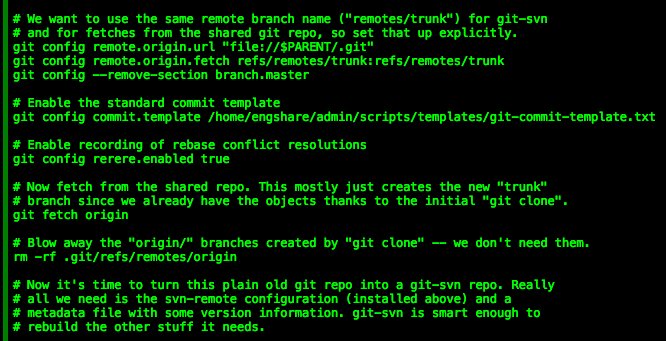 # We want to use the same remote branch name ("remotes/trunk") for git-svn
# and for fetches from the shared git repo, so set that up explicitly.
git config remote.origin.url "file://$PARENT/.git"
git config remote.origin.fetch refs/remotes/trunk:refs/remotes/trunk
git config --remove-section branch.master
# Enable the standard commit template
git config commit.template /home/engshare/admin/scripts/templates/git-commit-template.txt
# Enable recording of rebase conflict resolutions
git config rerere.enabled true
# Now fetch from the shared repo. This mostly just creates the new "trunk"
# branch since we already have the objects thanks to the initial "git clone".
git fetch origin
# Blow away the "origin/" branches created by "git clone" -- we don't need them.
rm -rf .git/refs/remotes/origin
# Now it's time to turn this plain old git repo into a git-svn repo. Really
# all we need is the svn-remote configuration (installed above) and a
# metadata file with some version information. git-svn is smart enough to
# rebuild the other stuff it needs.